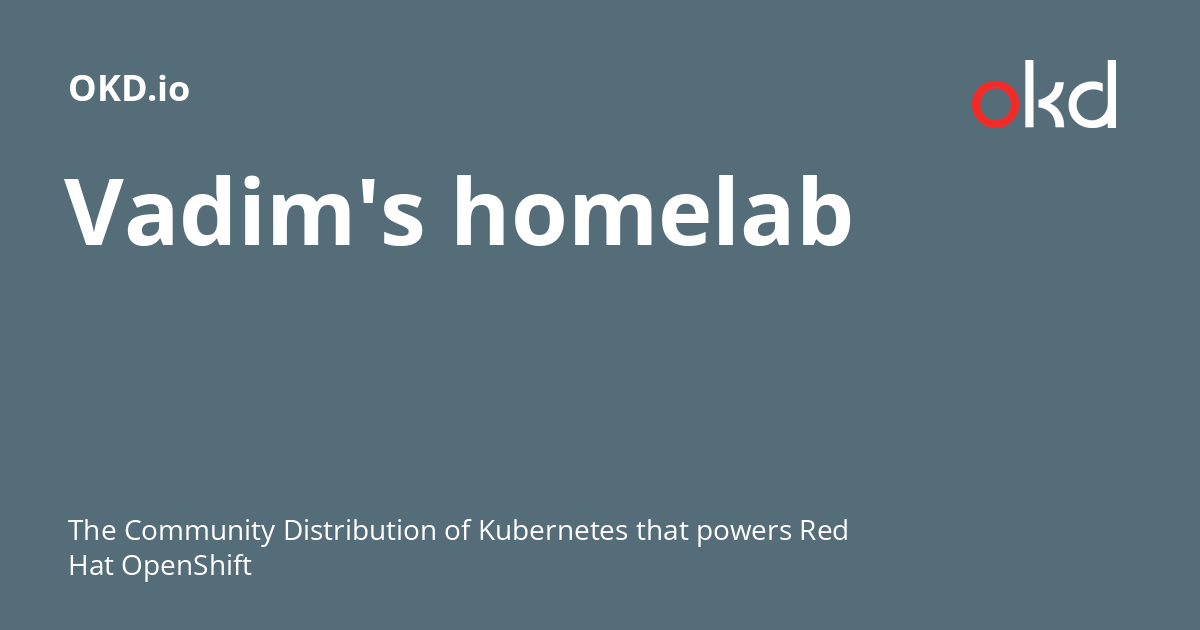 OKD.io
okd
Vadim's homelab
The Community Distribution of Kubernetes that powers Red
Hat OpenShift